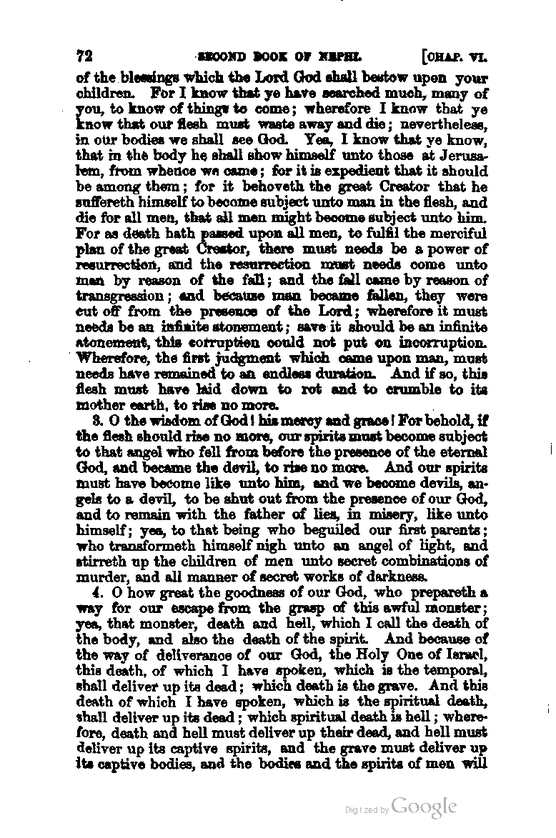 72 SECOND BOOK OF NEPHI. [CHAP. VI.
of the blessings which the Lord God shall bestow upon your
children. For I know that ye have searched much, many of
you, to know of things to come; wherefore I know that ye
know that our flesh must waste away and die; nevertheless,
in our bodies we shall see God. Yea, I know that ye know,
that in the body he shall show himself unto those at Jerusa-
lem, from whence we came; for it is expedient that it should
be among them; for it behoveth the great Creator that he
suffereth himself to become subject unto man in the flesh, and
die for all men, that all men might become subject unto him.
For as death hath passed upon all men, to fulfil the merciful
plan of the great Creator, there must needs be a power of
resurrection, and the resurrection must needs come unto
man by reason of the fall; and the fall came by reason of
transgression; and because man became fallen, they were
cut off from the presence of the Lord; wherefore it must
needs be an infinite atonement; save it should be an infinite
atonement, this corruption could not put on incorruption.
Wherefore, the first judgment which came upon man, must
needs have remained to an endless duration. And if so, this
flesh must have laid down to rot and to crumble to its
mother earth, to rise no more.
3. O the wisdom of God! his mercy and grace! For behold, if
the flesh should rise no more, our spirits must become subject
to that angel who fell from before the presence of the eternal
God, and became the devil, to rise no more. And our spirits
must have become like unto him, and we become devils, an-
gels to a devil, to be shut out from the presence of our God,
and to remain with the father of lies, in misery, like unto
himself; yea, to that being who beguiled our first parents;
who transformeth himself nigh unto an angel of light, and
stirreth up the children of men unto secret combinations of
murder, and all manner of secret works of darkness.
4. O how great the goodness of our God, who prepareth a
way for our escape from the grasp of this awful monster;
yea, that monster, death and hell, which I call the death of
the body, and also the death of the spirit. And because of
the way of deliverance of our God, the Holy One of Israel,
this death, of which I have spoken, which is the temporal,
shall deliver up its dead; which death is the grave. And this
death of which I have spoken, which is the spiritual death,
shall deliver up its dead; which spiritual death is hell; where-
fore, death and hell must deliver up their dead, and hell must
deliver up its captive spirits, and the grave must deliver up
its captive bodies, and the bodies and the spirits of men will
Digitized by Google